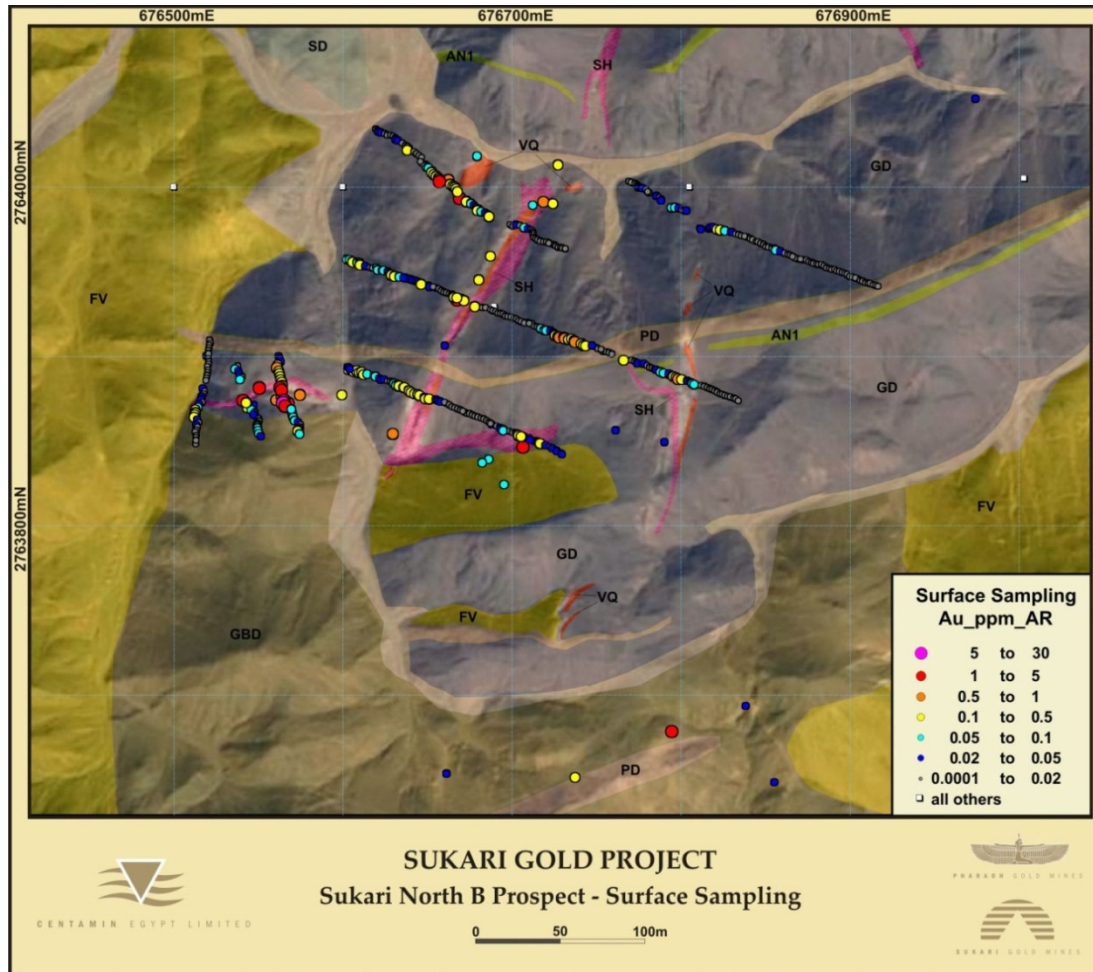 676500mE 676700mE 676900mE
SD
AN1
SH
VQ
GD
2764000mN
FV
SH
VQ
PD
AN1
GD
SH
FV
FV
2763800mN
GD
VQ
FV
GBD
PD
Surface Sampling
Au_ppm_AR
5 to 30
1 to 5
0.5 to 1
0.1 to 0.5
0.05 to 0.1
0.02 to 0.05
0.0001 to 0.02
all others
SUKARI GOLD PROJECT
Sukari North B Prospect - Surface Sampling
0 50 100m
CENTAMIN EGYPT LIMITED
PHARAOH GOLD MINES
SUKARI GOLD MINES